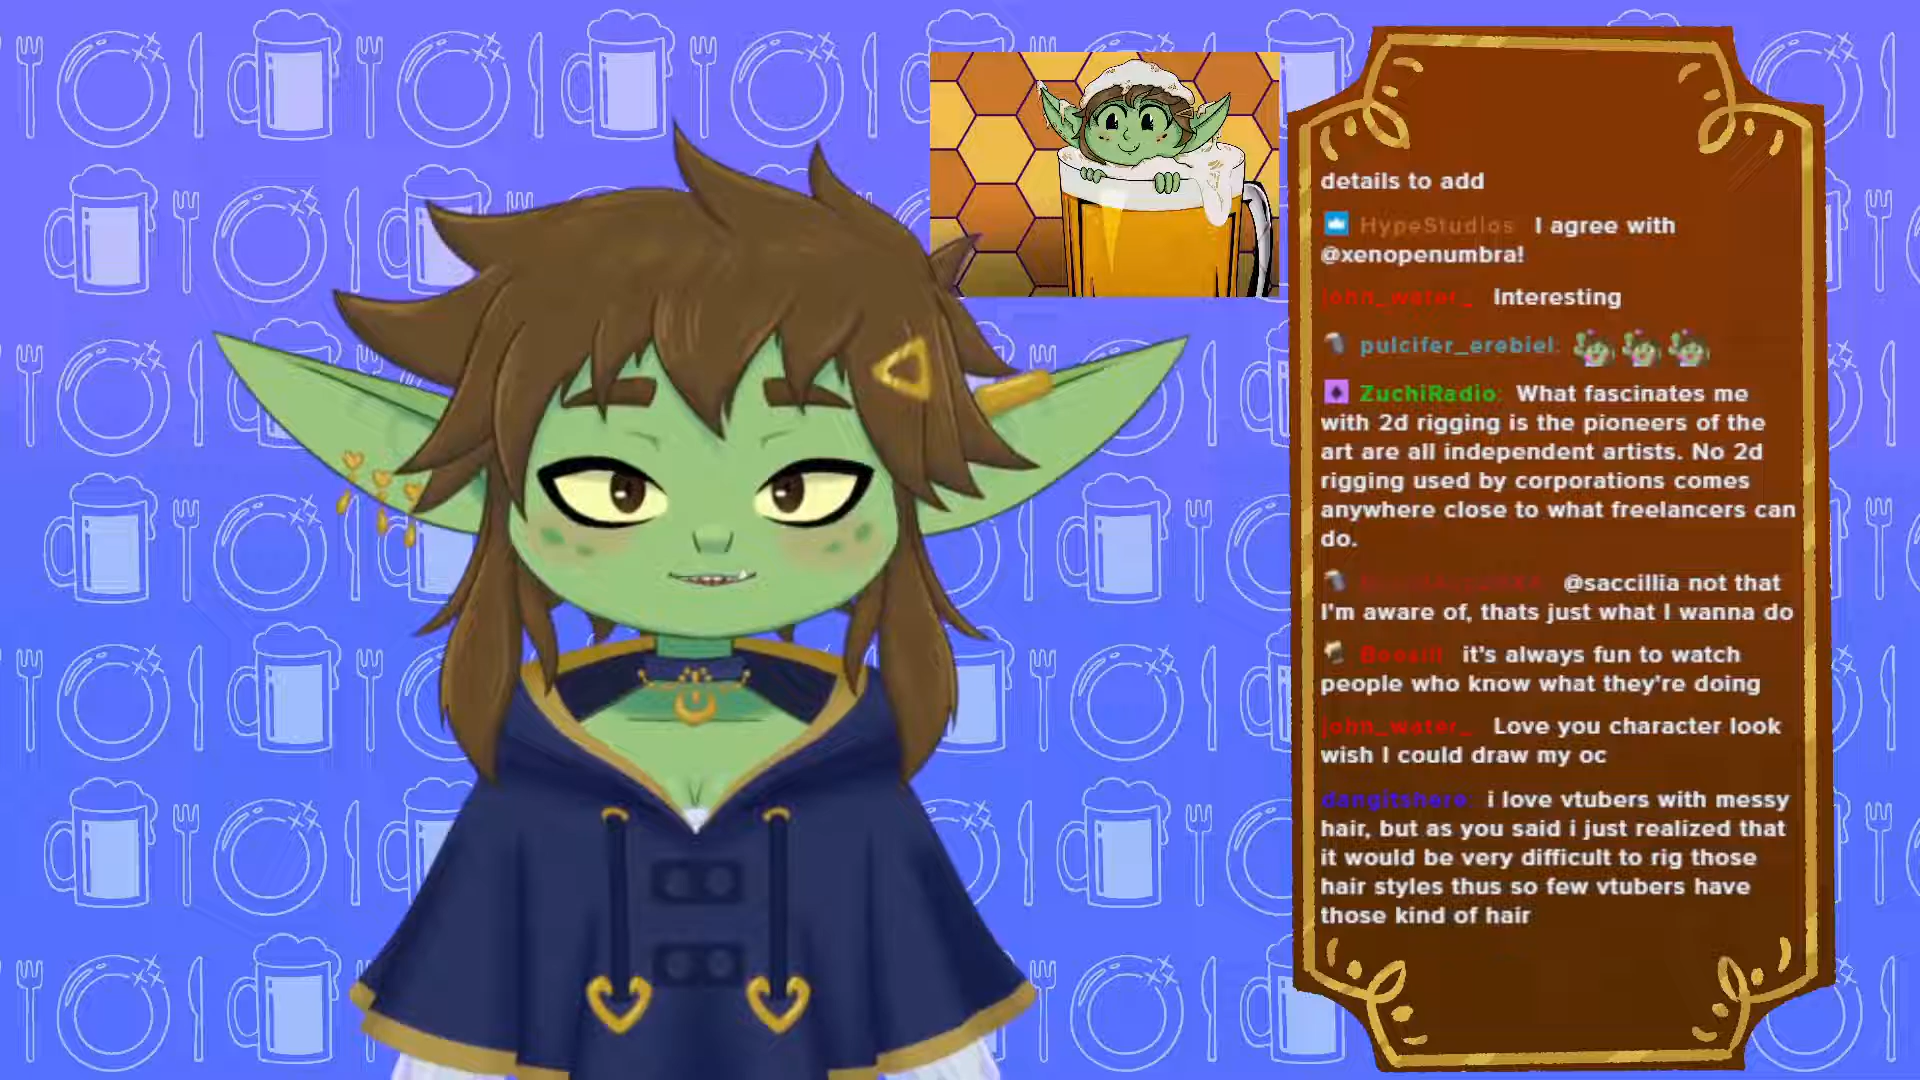 details to add
HypeStudios I agree with
@xenopenumbra!
john_water_ Interesting
pulcifer_erebiel:
ZuchiRadio: What fascinates me
with 2d rigging is the pioneers of the
art are all independent artists. No 2d
rigging used by corporations comes
anywhere close to what freelancers can
do.
@saccillia not that
I'm aware of, thats just what I wanna do
it's always fun to watch
people who know what they're doing
john_water_ Love you character look
wish I could draw my oc
dangitshere: i love vtubers with messy
hair, but as you said i just realized that
it would be very difficult to rig those
hair styles thus so few vtubers have
those kind of hair